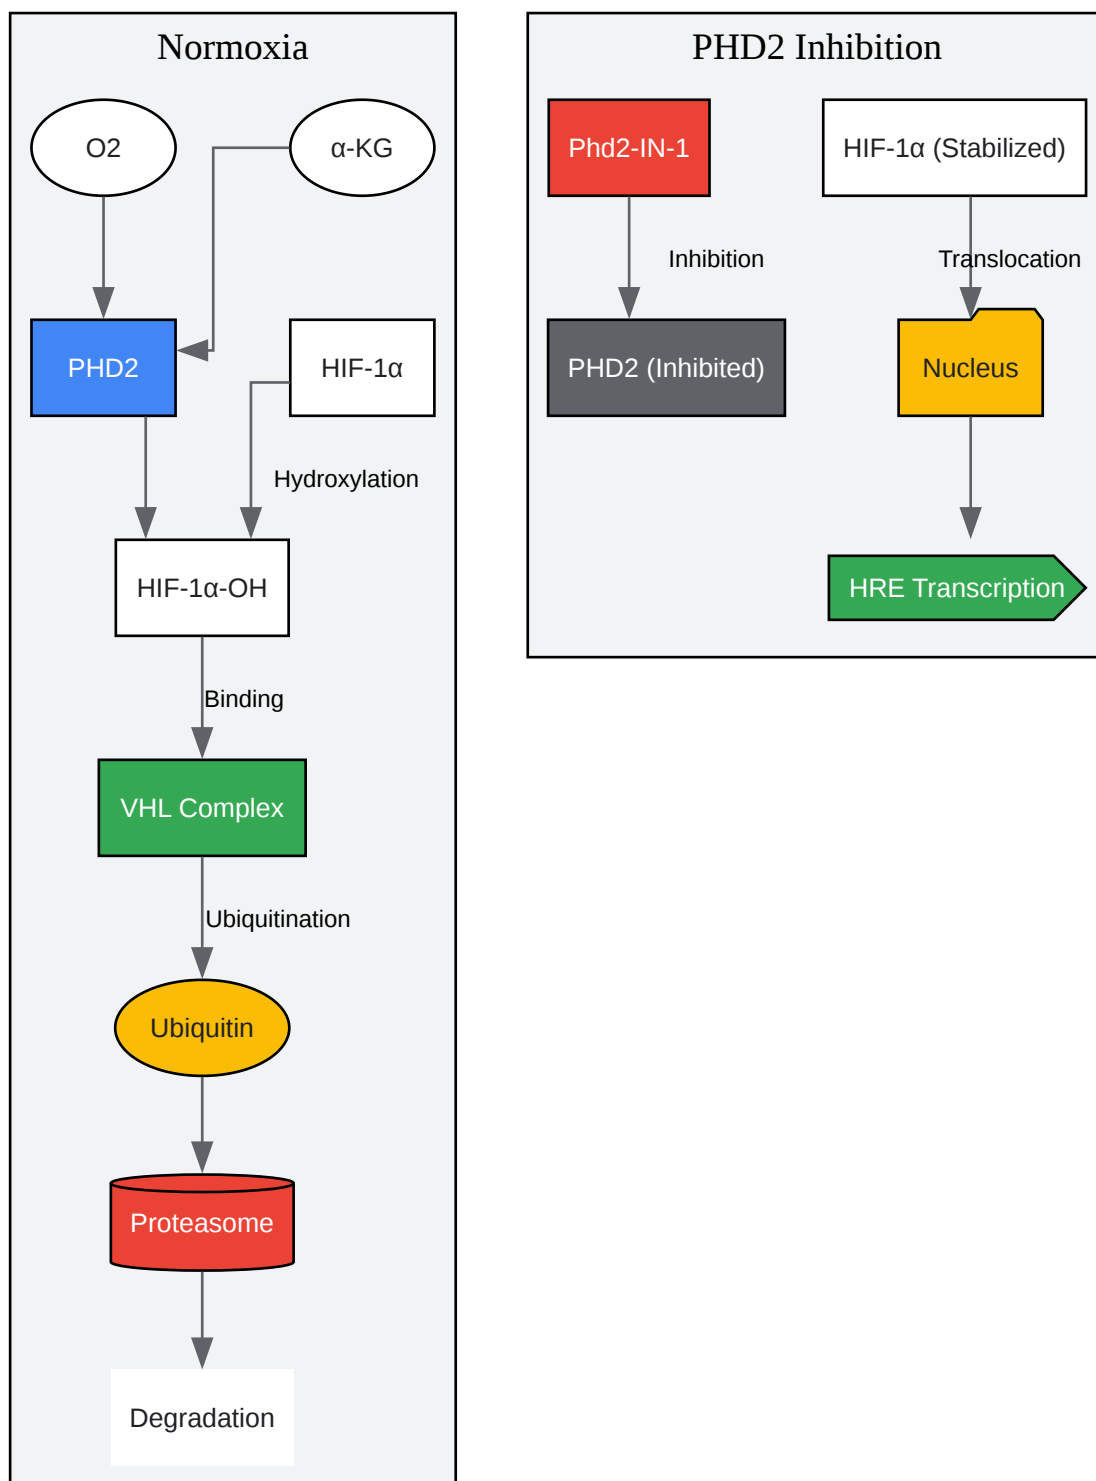 Normoxia
O2
α-KG
PHD2
HIF-1α
Hydroxylation
HIF-1α-OH
Binding
VHL Complex
Ubiquitination
Ubiquitin
Proteasome
Degradation
PHD2 Inhibition
Phd2-IN-1
HIF-1α (Stabilized)
Inhibition
Translocation
PHD2 (Inhibited)
Nucleus
HRE Transcription